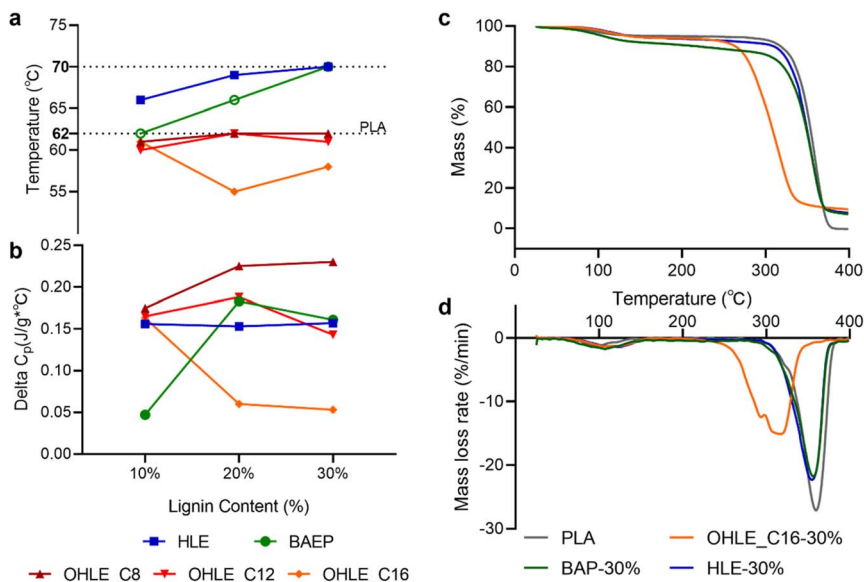 a
75
70
65
62
60
55
Temperature (°C)
PLA
b
0.25
0.20
0.15
0.10
0.05
0.00
Delta Cp(J/g*°C)
10% 20% 30%
Lignin Content (%)
HLE BAEP
OHLE_C8 OHLE_C12 OHLE_C16
c
100
80
60
40
20
0
Mass (%)
0 100 200 300 400
Temperature (°C)
d
100 200 300 400
0
-10
-20
-30
Mass loss rate (%/min)
PLA OHLE_C16-30%
BAP-30% HLE-30%